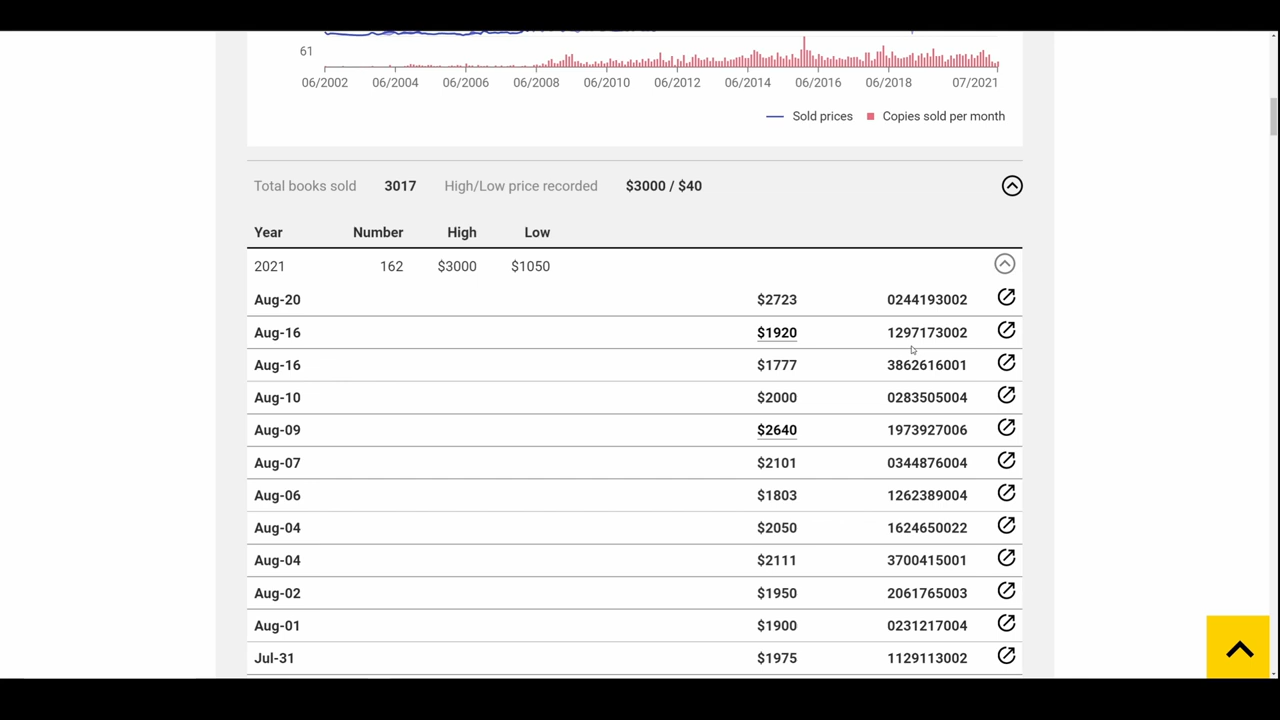 61
06/2002 06/2004 06/2006 06/2008 06/2010 06/2012 06/2014 06/2016 06/2018 07/2021
Sold prices Copies sold per month
Total books sold 3017 High/Low price recorded $3000 / $40
Year Number High Low
2021 162 $3000 $1050
Aug-20 $2723 0244193002
Aug-16 $1920 1297173002
Aug-16 $1777 3862616001
Aug-10 $2000 0283505004
Aug-09 $2640 1973927006
Aug-07 $2101 0344876004
Aug-06 $1803 1262389004
Aug-04 $2050 1624650022
Aug-04 $2111 3700415001
Aug-02 $1950 2061765003
Aug-01 $1900 0231217004
Jul-31 $1975 1129113002